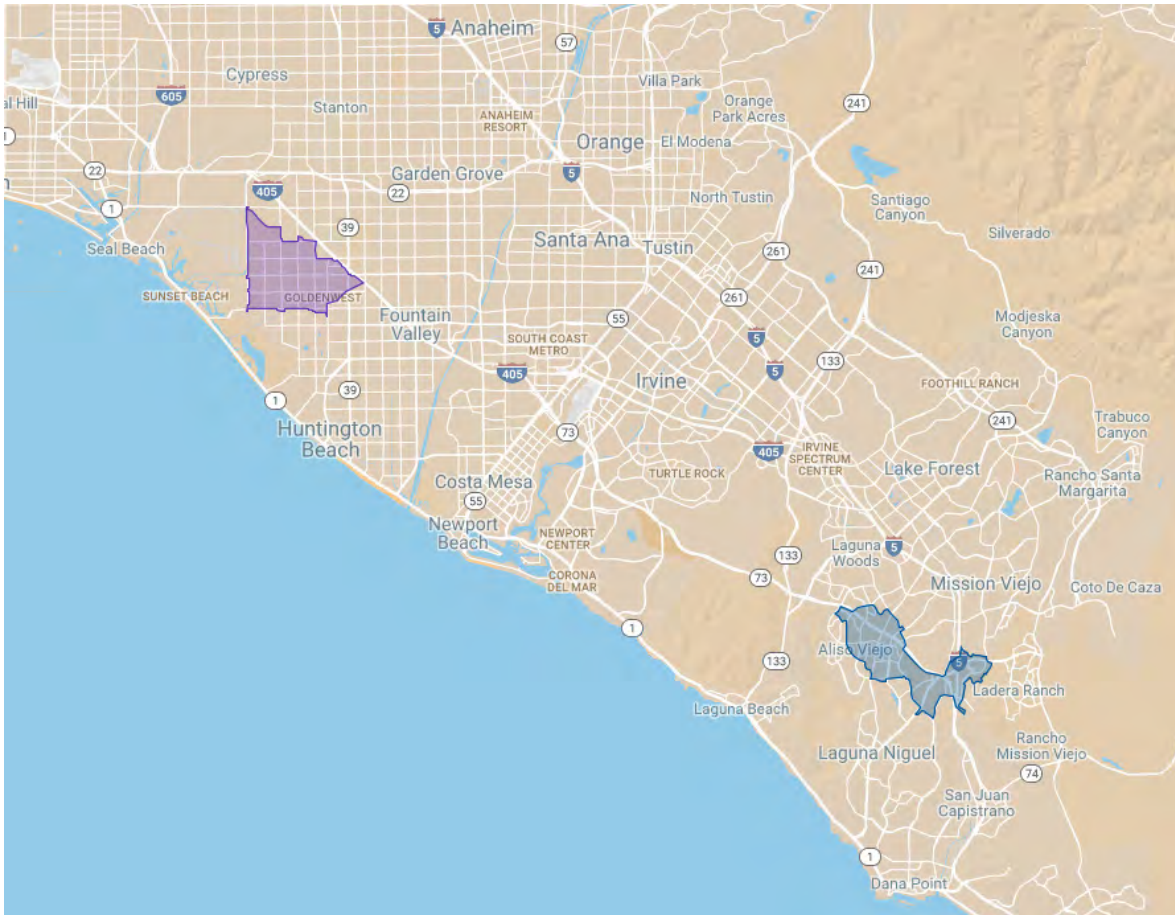 Anaheim
5
57
Cypress
Villa Park
605
Stanton
ANAHEIM
RESORT
Orange
Park Acres
241
al Hill
1
Orange
El Modena
22
Garden Grove
5
405
22
North Tustin
Santiago
Canyon
1
39
Silverado
Seal Beach
Santa Ana
Tustin
261
241
SUNSET BEACH
GOLDENWEST
261
Fountain
Valley
55
Modjeska
Canyon
SOUTH COAST
METRO
5
133
405
5
Irvine
FOOTHILL RANCH
39
1
241
Trabuco
Canyon
Huntington
Beach
73
405
IRVINE
SPECTRUM
CENTER
TURTLE ROCK
Lake Forest
Rancho Santa
Margarita
Costa Mesa
55
Newport
Beach
NEWPORT
CENTER
133
Laguna
Woods
5
CORONA
DEL MAR
73
Mission Viejo
Coto De Caza
1
133
Aliso Viejo
5
Ladera Ranch
Laguna Beach
Laguna Niguel
Rancho
Mission Viejo
74
San Juan
Capistrano
1
Dana Point